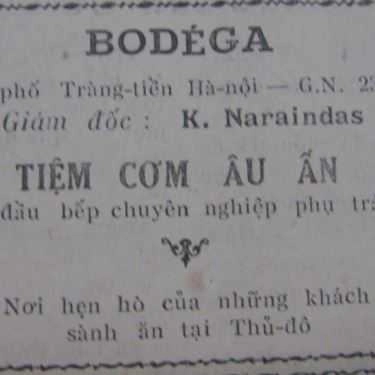 BODÉGA
phố Tràng-tiền Hà-nội — G.N.
Giám đốc : K. Naraindas
TIỆM CƠM ÂU ẤN
đầu bếp chuyên nghiệp phụ
Nơi hẹn hò của những khách
sành ăn tại Thủ-đô